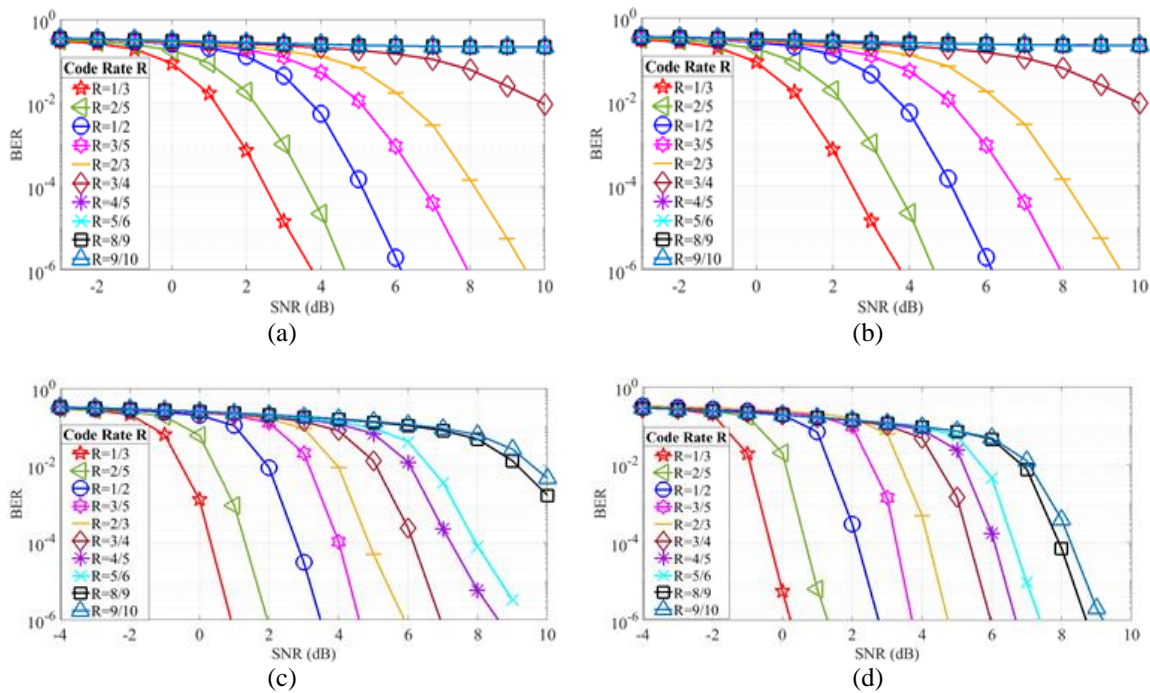 10^0
10^-2
10^-4
10^-6
BER
Code Rate R
R=1/3
R=2/5
R=1/2
R=3/5
R=2/3
R=3/4
R=4/5
R=5/6
R=8/9
R=9/10
-2 0 2 4 6 8 10
SNR (dB)
(a)
10^0
10^-2
10^-4
10^-6
BER
Code Rate R
R=1/3
R=2/5
R=1/2
R=3/5
R=2/3
R=3/4
R=4/5
R=5/6
R=8/9
R=9/10
-2 0 2 4 6 8 10
SNR (dB)
(b)
10^0
10^-2
10^-4
10^-6
BER
Code Rate R
R=1/3
R=2/5
R=1/2
R=3/5
R=2/3
R=3/4
R=4/5
R=5/6
R=8/9
R=9/10
-4 -2 0 2 4 6 8 10
SNR (dB)
(c)
10^0
10^-2
10^-4
10^-6
BER
Code Rate R
R=1/3
R=2/5
R=1/2
R=3/5
R=2/3
R=3/4
R=4/5
R=5/6
R=8/9
R=9/10
-4 -2 0 2 4 6 8 10
SNR (dB)
(d)